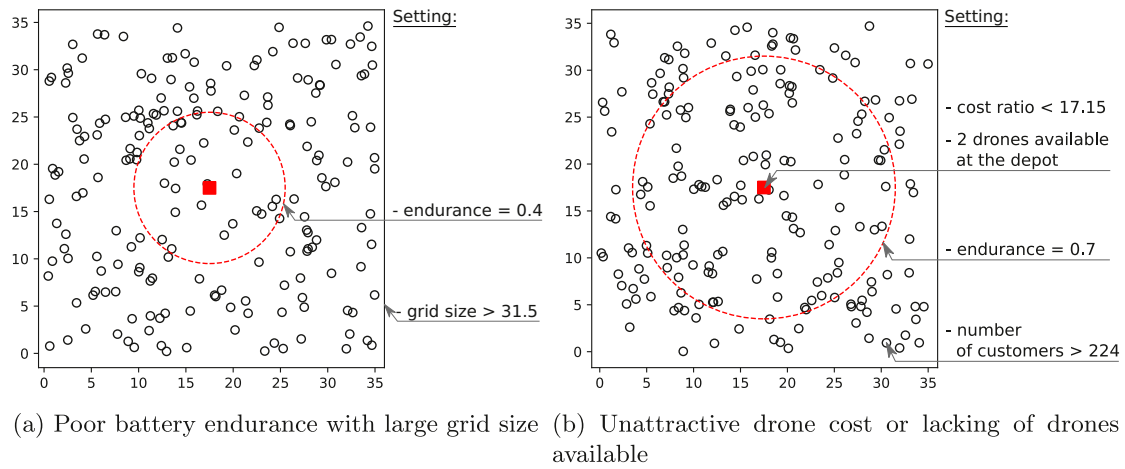 Setting:
35
30
25
20
15
10
5
0
0 5 10 15 20 25 30 35
- endurance = 0.4
- grid size > 31.5
(a) Poor battery endurance with large grid size
Setting:
35
30
25
20
15
10
5
0
0 5 10 15 20 25 30 35
- cost ratio < 17.15
- 2 drones available
at the depot
- endurance = 0.7
- number
of customers > 224
(b) Unattractive drone cost or lacking of drones
available